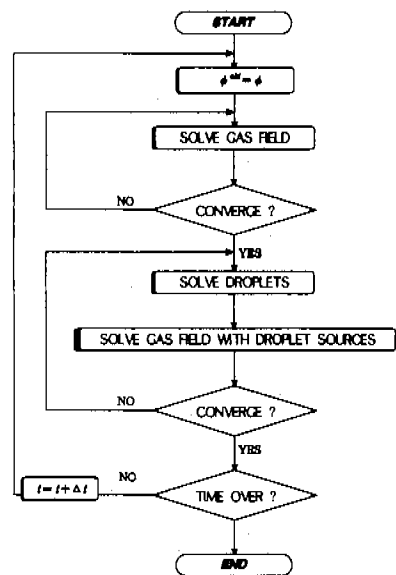 START
ϕ^old = ϕ
SOLVE GAS FIELD
NO
CONVERGE ?
YES
SOLVE DROPLETS
SOLVE GAS FIELD WITH DROPLET SOURCES
NO
CONVERGE ?
YES
NO
t = t + Δt
TIME OVER ?
END